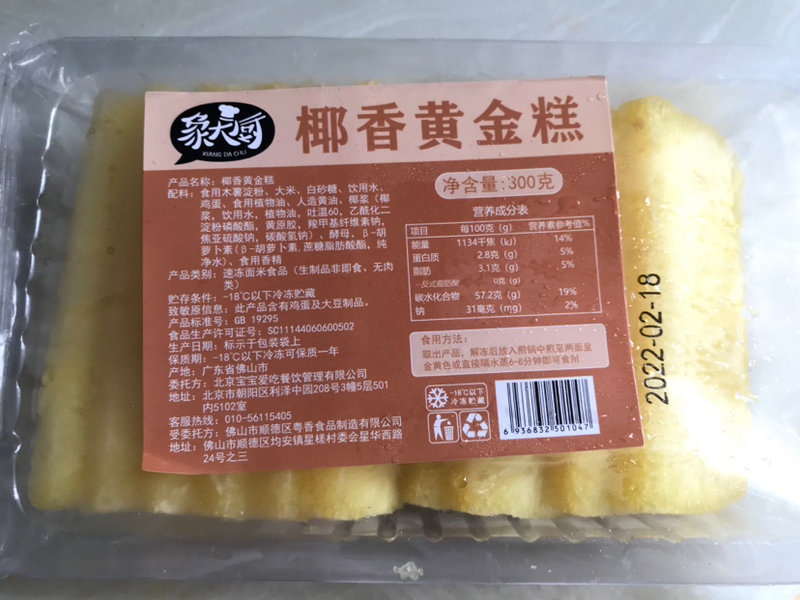 象大厨
XIANG DA CHU
椰香黄金糕
产品名称：椰香黄金糕
配料：食用木薯淀粉、大米、白砂糖、饮用水、
鸡蛋、食用植物油、人造黄油、椰浆（椰
浆，饮用水，植物油，吐温60，乙酰化二
淀粉磷酸酯，黄原胶，羧甲基纤维素钠，
焦亚硫酸钠，碳酸氢钠）、酵母、β-胡
萝卜素（β-胡萝卜素，蔗糖脂肪酸酯，纯
净水）、食用香精
产品类别：速冻面米食品（生制品非即食、无肉
类）
贮存条件：-18℃以下冷冻贮藏
致敏原信息：此产品含有鸡蛋及大豆制品。
产品标准号：GB 19295
食品生产许可证号：SC11144060600502
生产日期：标示于包装袋上
保质期：-18℃以下冷冻可保质一年
产地：广东省佛山市
委托方：北京宝宝爱吃餐饮管理有限公司
地址：北京市朝阳区利泽中园208号3幢5层501
内5102室
客服热线：010-56115405
受委托方：佛山市顺德区粤香食品制造有限公司
地址：佛山市顺德区均安镇星槎村委会星华西路
24号之三
净含量:300克
营养成分表
项目 每100克（g） 营养素参考值%
能量 1134千焦（kJ） 14%
蛋白质 2.8克（g） 5%
脂肪 3.1克（g） 5%
—反式脂肪酸 0克（g）
碳水化合物 57.2克（g） 19%
钠 31毫克（mg） 2%
食用方法：
取出产品，解冻后放入煎锅中煎至两面呈
金黄色或直接隔水蒸6-8分钟即可食用
-18℃以下
冷冻贮藏
6 936832 501047
2022-02-18